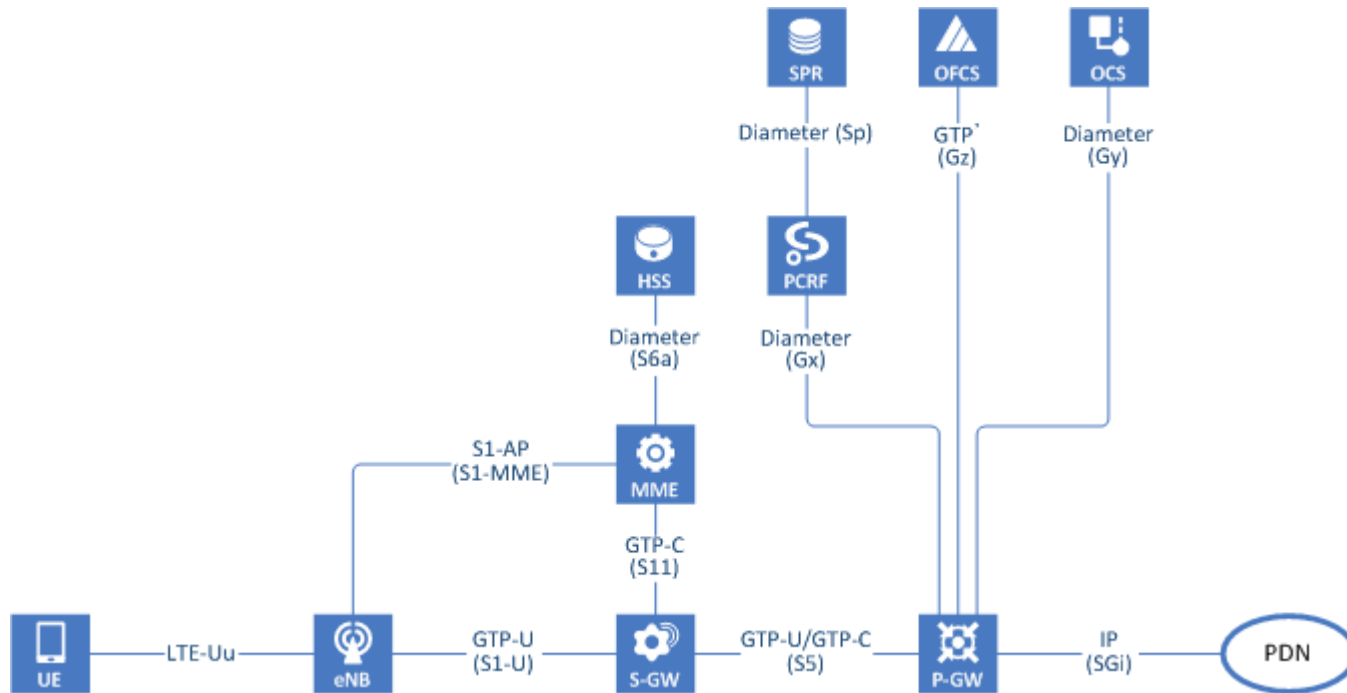 SPR
OFCS
OCS
Diameter (Sp)
GTP`
(Gz)
Diameter
(Gy)
HSS
PCRF
Diameter
(S6a)
Diameter
(Gx)
S1-AP
(S1-MME)
MME
GTP-C
(S11)
UE
LTE-Uu
eNB
GTP-U
(S1-U)
S-GW
GTP-U/GTP-C
(S5)
P-GW
IP
(SGi)
PDN